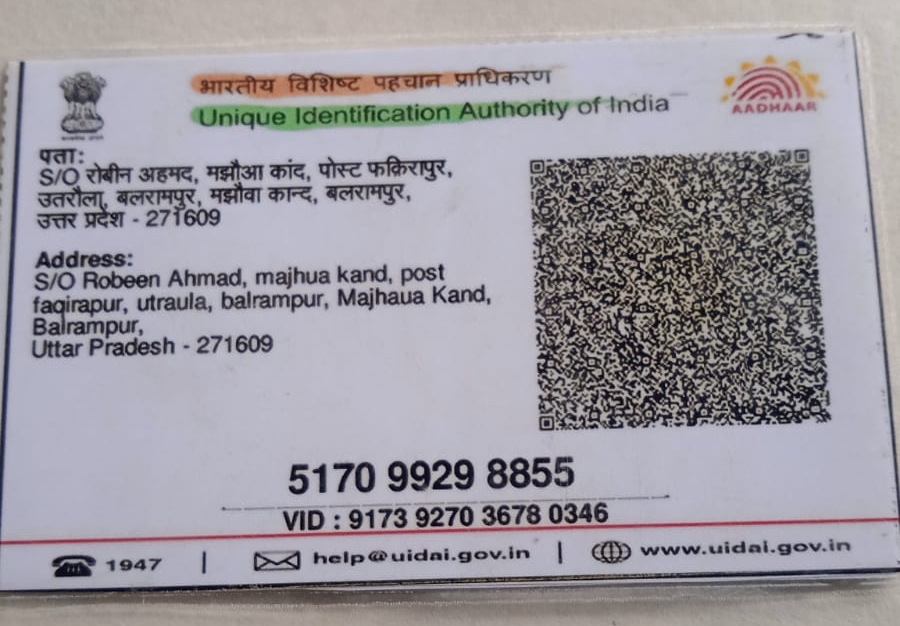 भारतीय विशिष्ट पहचान प्राधिकरण
Unique Identification Authority of India
AADHAAR
पता:
S/O रोबीन अहमद, मझौआ कांद, पोस्ट फक़िरापुर,
उतरौला, बलरामपुर, मझौवा कान्द, बलरामपुर,
उत्तर प्रदेश - 271609
Address:
S/O Robeen Ahmad, majhua kand, post
faqirapur, utraula, balrampur, Majhaua Kand,
Balrampur,
Uttar Pradesh - 271609
5170 9929 8855
VID : 9173 9270 3678 0346
1947 | help@uidai.gov.in | www.uidai.gov.in